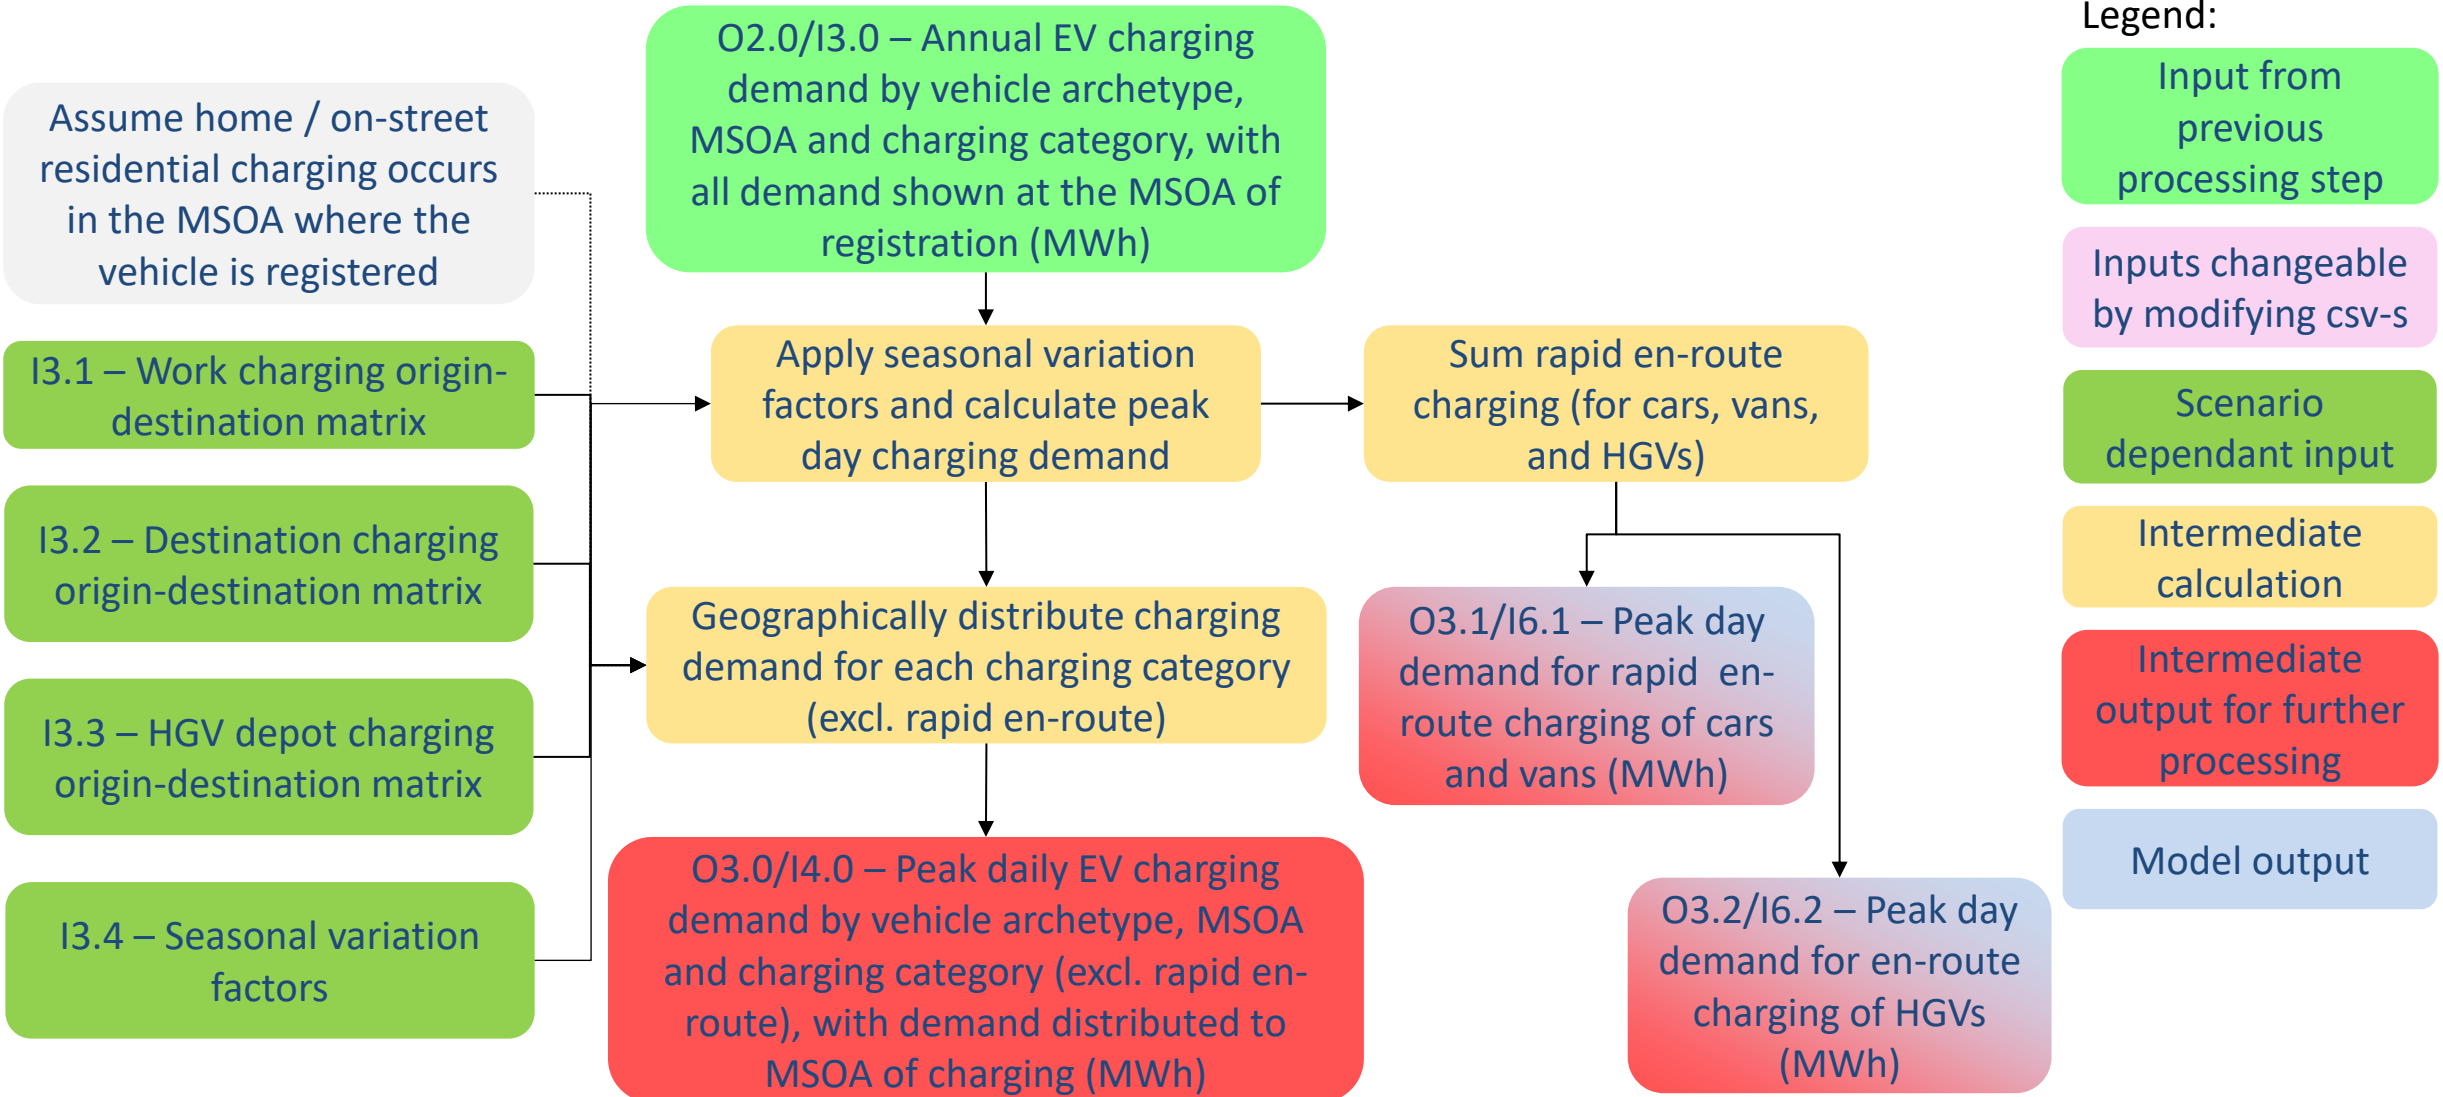 Legend:
O2.0/I3.0 – Annual EV charging
demand by vehicle archetype,
MSOA and charging category, with
all demand shown at the MSOA of
registration (MWh)
Assume home / on-street
residential charging occurs
in the MSOA where the
vehicle is registered
I3.1 – Work charging origin-
destination matrix
I3.2 – Destination charging
origin-destination matrix
I3.3 – HGV depot charging
origin-destination matrix
I3.4 – Seasonal variation
factors
Apply seasonal variation
factors and calculate peak
day charging demand
Sum rapid en-route
charging (for cars, vans,
and HGVs)
Geographically distribute charging
demand for each charging category
(excl. rapid en-route)
O3.1/I6.1 – Peak day
demand for rapid  en-
route charging of cars
and vans (MWh)
O3.0/I4.0 – Peak daily EV charging
demand by vehicle archetype, MSOA
and charging category (excl. rapid en-
route), with demand distributed to
MSOA of charging (MWh)
O3.2/I6.2 – Peak day
demand for en-route
charging of HGVs
(MWh)
Input from
previous
processing step
Inputs changeable
by modifying csv-s
Scenario
dependant input
Intermediate
calculation
Intermediate
output for further
processing
Model output